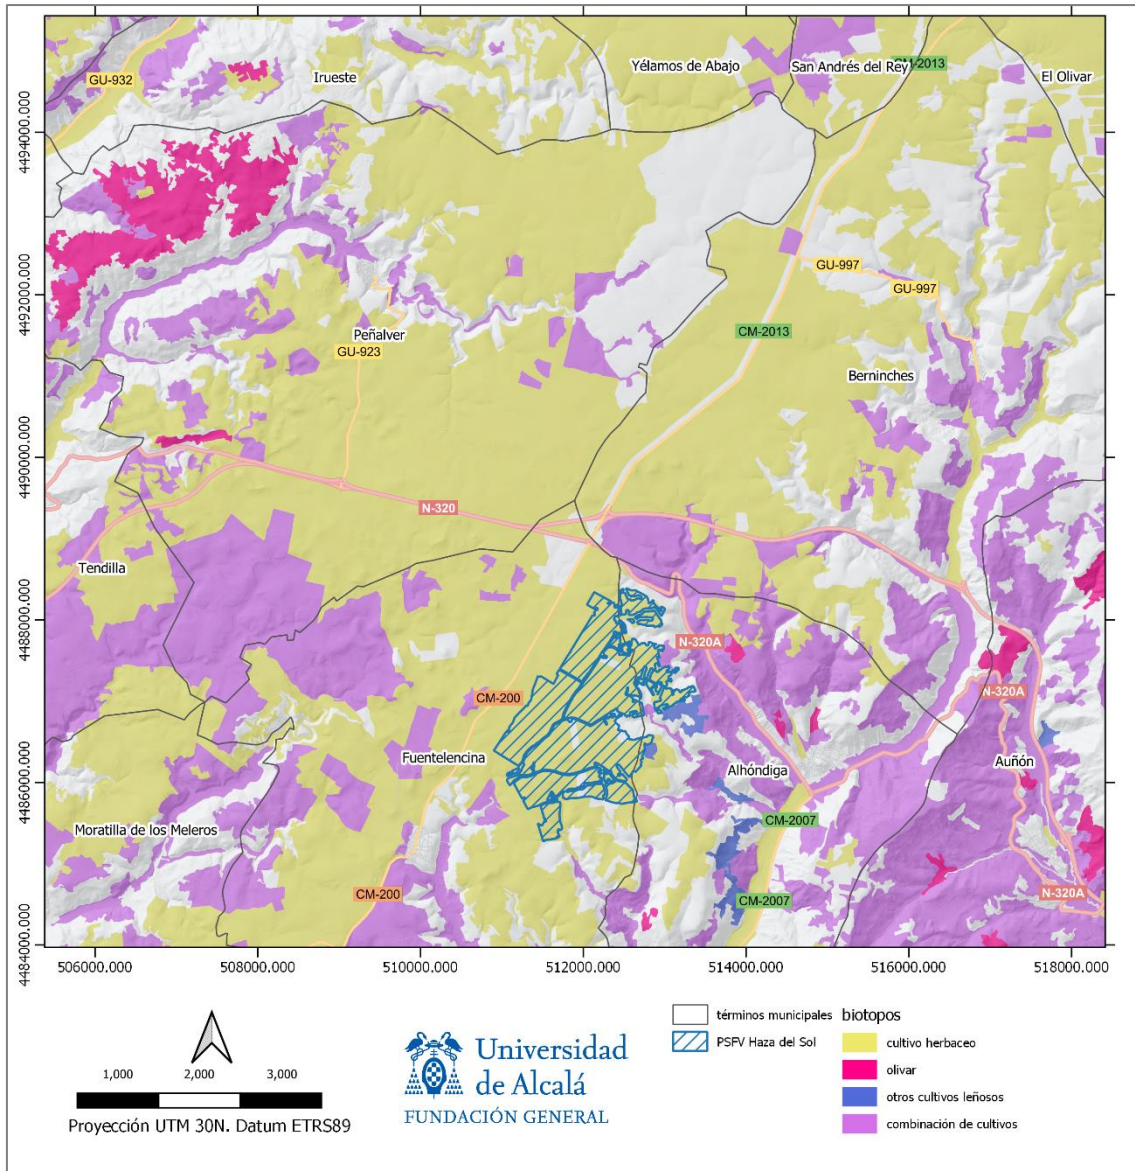 GU-932
Irueste
Yélamos de Abajo
San Andrés del Rey
CM-2013
El Olivar
4494000.000
GU-997
4492000.000
GU-997
Peñalver
CM-2013
GU-923
Berninches
4490000.000
N-320
Tendilla
4488000.000
N-320A
N-320A
CM-200
Fuentelencina
Alhóndiga
Auñón
4486000.000
CM-2007
Moratilla de los Meleros
CM-200
CM-2007
N-320A
4484000.000
506000.000
508000.000
510000.000
512000.000
514000.000
516000.000
518000.000
1,000
2,000
3,000
Proyección UTM 30N. Datum ETRS89
Universidad
de Alcalá
FUNDACIÓN GENERAL
términos municipales
PSFV Haza del Sol
biotopos
cultivo herbaceo
olivar
otros cultivos leñosos
combinación de cultivos